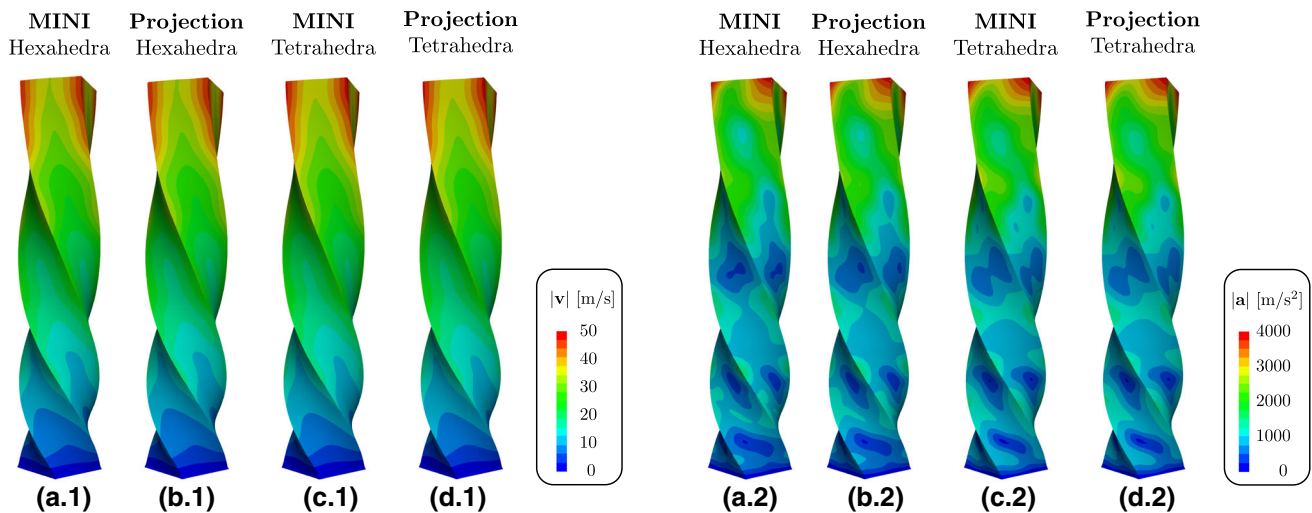 MINI Projection MINI Projection
Hexahedra Hexahedra Tetrahedra Tetrahedra
|v| [m/s]
50
40
30
20
10
0
(a.1) (b.1) (c.1) (d.1)
MINI Projection MINI Projection
Hexahedra Hexahedra Tetrahedra Tetrahedra
|a| [m/s²]
4000
3000
2000
1000
0
(a.2) (b.2) (c.2) (d.2)